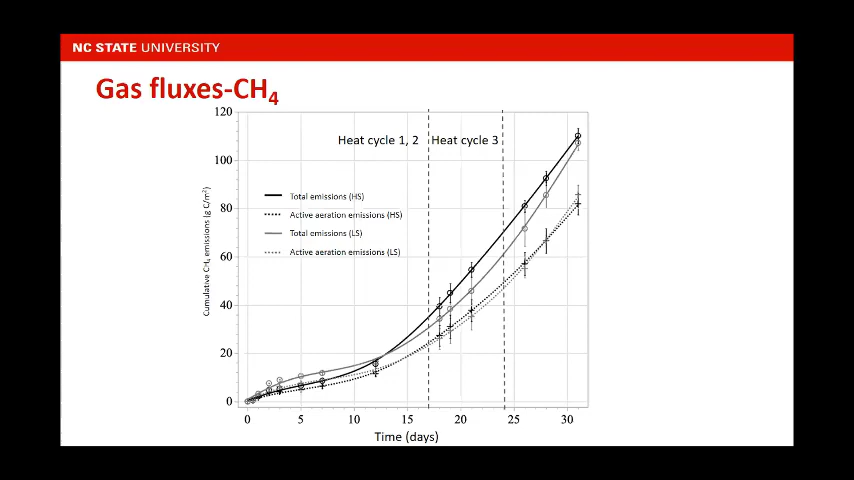 NC STATE UNIVERSITY
Gas fluxes-CH4
120
100
80
60
40
20
0
Cumulative CH4 emissions (g C/m2)
Heat cycle 1, 2
Heat cycle 3
Total emissions (HS)
Active aeration emissions (HS)
Total emissions (LS)
Active aeration emissions (LS)
0 5 10 15 20 25 30
Time (days)